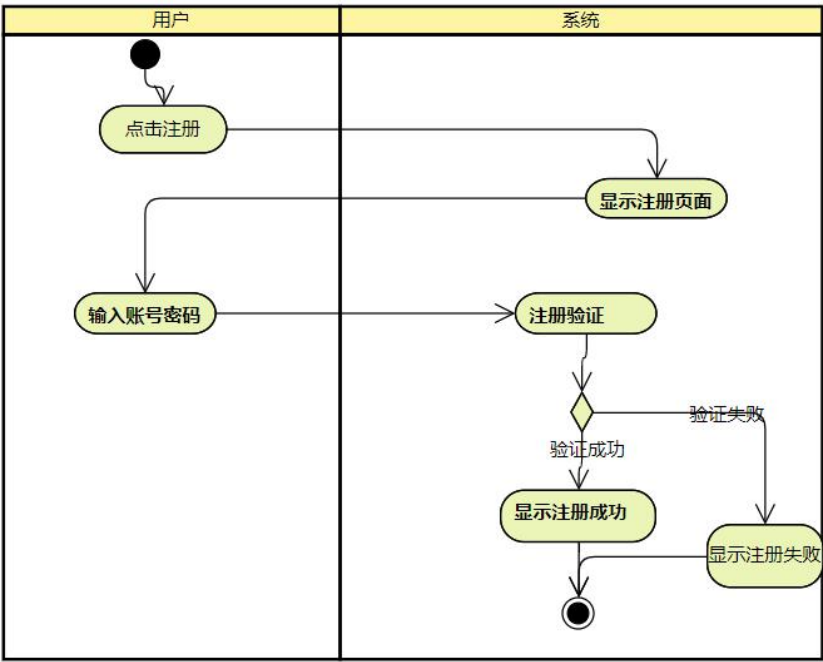 用户
系统
点击注册
显示注册页面
输入账号密码
注册验证
验证失败
验证成功
显示注册成功
显示注册失败